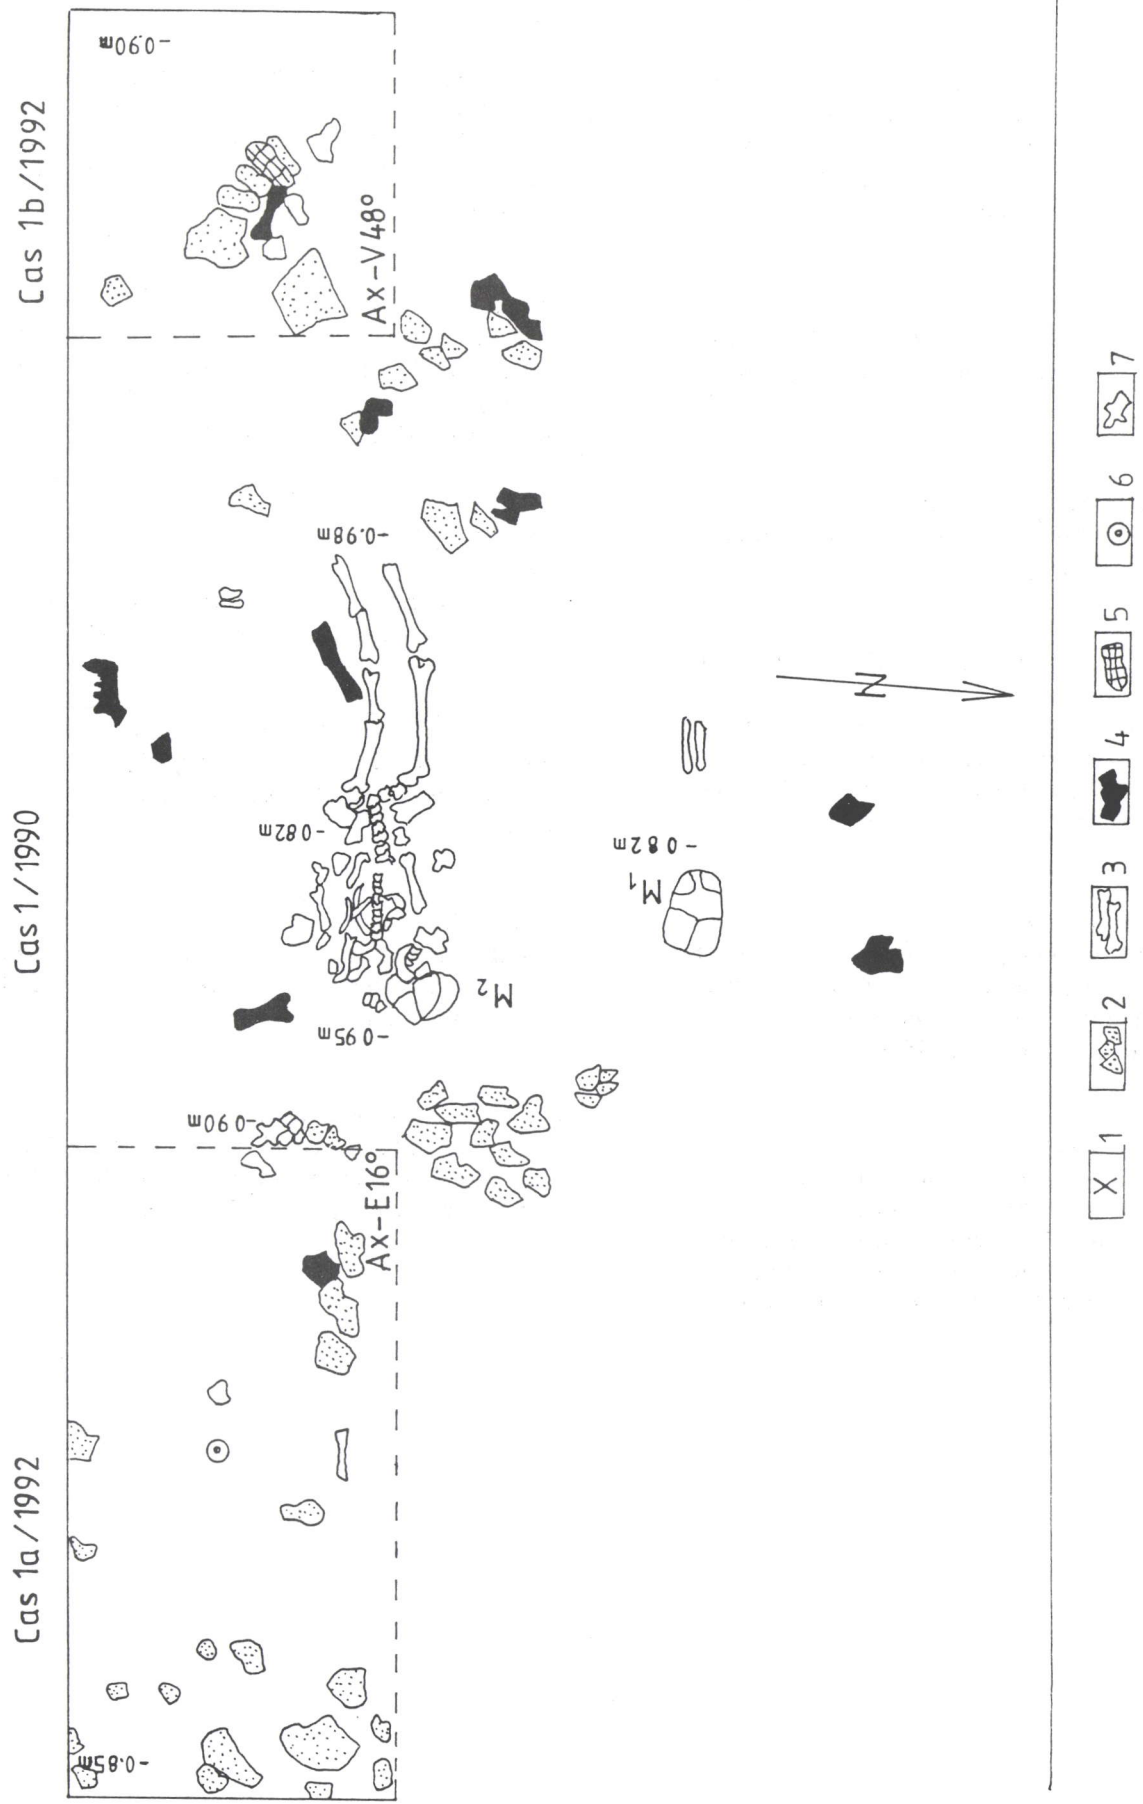 Cas 1a/1992
Cas 1/1990
Cas 1b/1992
-0.85m
-0.90m
-0.95m
-0.82m
-0.98m
-0.90m
Ax-E16°
Ax-V48°
M2
M1
-0.82m
N
X 1
2
3
4
5
6
7